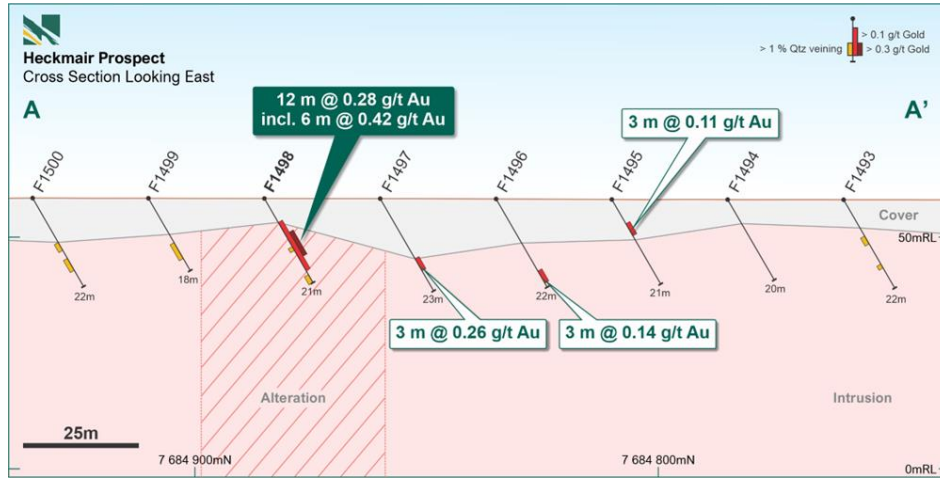 Heckmair Prospect
Cross Section Looking East
> 0.1 g/t Gold
> 1 % Qtz veining
> 0.3 g/t Gold
A
A'
12 m @ 0.28 g/t Au
incl. 6 m @ 0.42 g/t Au
3 m @ 0.11 g/t Au
F1500
F1499
F1498
F1497
F1496
F1495
F1494
F1493
Cover
50mRL
22m
18m
21m
23m
22m
21m
20m
22m
3 m @ 0.26 g/t Au
3 m @ 0.14 g/t Au
Alteration
Intrusion
25m
7 684 900mN
7 684 800mN
0mRL